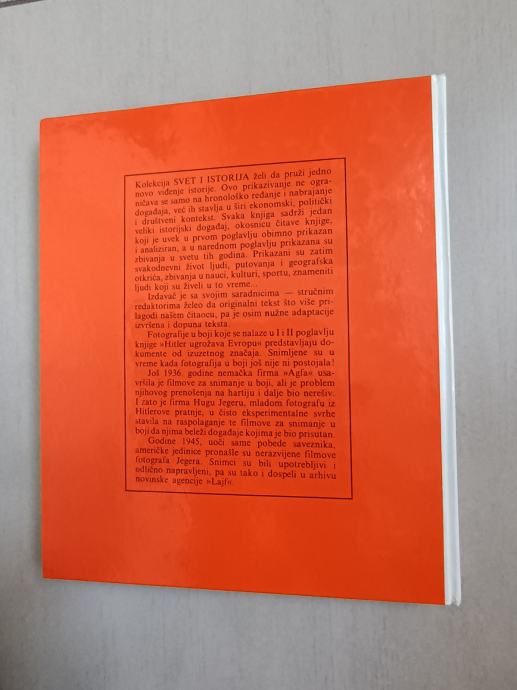 Kolekcija SVET I ISTORIJA želi da pruži jedno
novo viđenje istorije. Ovo prikazivanje ne ogra-
ničava se samo na hronološko ređanje i nabrajanje
događaja, već ih stavlja u širi ekonomski, politički
i društveni kontekst. Svaka knjiga sadrži jedan
veliki istorijski događaj, okosnicu čitave knjige,
koji je uvek u prvom poglavlju obimno prikazan
i analiziran, a u narednom poglavlju prikazana su
zbivanja u svetu tih godina. Prikazani su zatim
svakodnevni život ljudi, putovanja i geografska
otkrića, zbivanja u nauci, kulturi, sportu, znameniti
ljudi koji su živeli u to vreme...
Izdavač je sa svojim saradnicima — stručnim
redaktorima želeo da originalni tekst što više pri-
lagodi našem čitaocu, pa je osim nužne adaptacije
izvršena i dopuna teksta.
Fotografije u boji koje se nalaze u I i II poglavlju
knjige »Hitler ugrožava Evropu« predstavljaju do-
kumente od izuzetnog značaja. Snimljene su u
vreme kada fotografija u boji još nije ni postojala!
Još 1936. godine nemačka firma »Agfa« usa-
vršila je filmove za snimanje u boji, ali je problem
njihovog prenošenja na hartiju i dalje bio nerešiv.
I zato je firma Hugu Jegeru, mladom fotografu iz
Hitlerove pratnje, u čisto eksperimentalne svrhe
stavila na raspolaganje te filmove za snimanje u
boji da njima beleži događaje kojima je bio prisutan.
Godine 1945, uoči same pobede saveznika,
američke jedinice pronašle su nerazvijene filmove
fotografa Jegera. Snimci su bili upotrebljivi i
odlično napravljeni, pa su tako i dospeli u arhivu
novinske agencije »Lajf«.